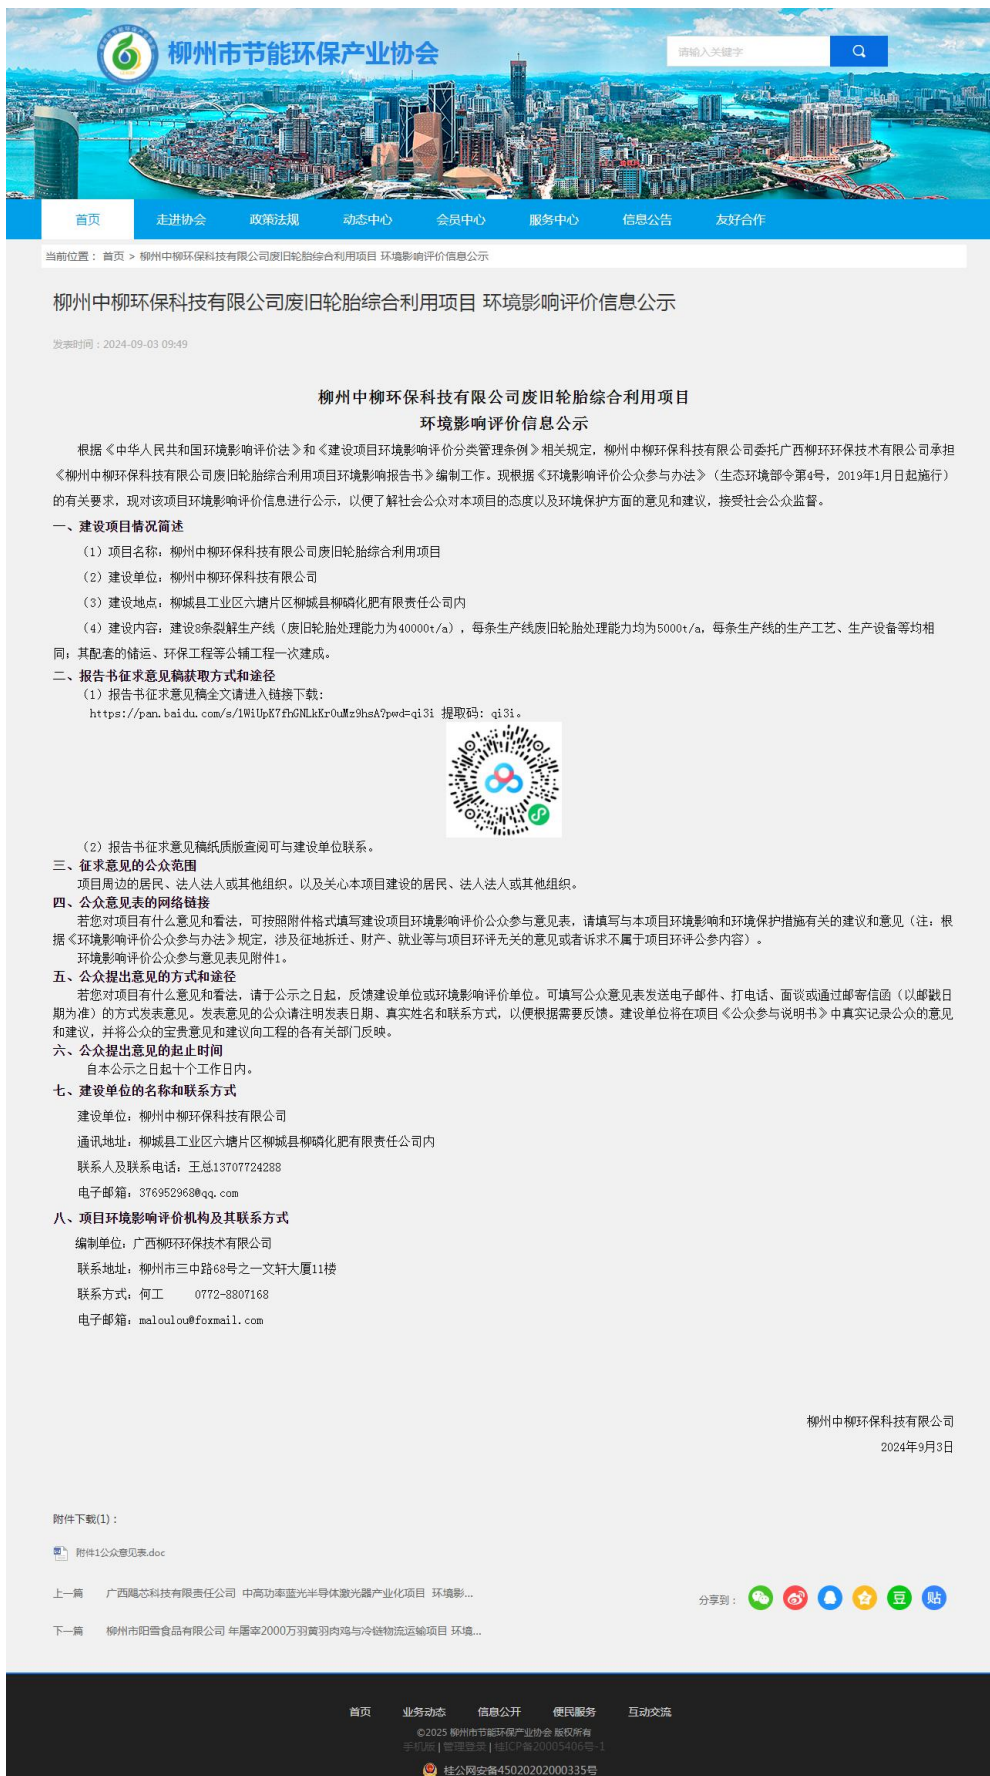 柳州市节能环保产业协会
请输入关键字
首页 走进协会 政策法规 动态中心 会员中心 服务中心 信息公告 友好合作
当前位置： 首页 > 柳州中柳环保科技有限公司废旧轮胎综合利用项目 环境影响评价信息公示
柳州中柳环保科技有限公司废旧轮胎综合利用项目 环境影响评价信息公示
发表时间：2024-09-03 09:49
柳州中柳环保科技有限公司废旧轮胎综合利用项目
环境影响评价信息公示
根据《中华人民共和国环境影响评价法》和《建设项目环境影响评价分类管理条例》相关规定，柳州中柳环保科技有限公司委托广西柳环环保技术有限公司承担
《柳州中柳环保科技有限公司废旧轮胎综合利用项目环境影响报告书》编制工作。现根据《环境影响评价公众参与办法》（生态环境部令第4号，2019年1月日起施行）
的有关要求，现对该项目环境影响评价信息进行公示，以便了解社会公众对本项目的态度以及环境保护方面的意见和建议，接受社会公众监督。
一、建设项目情况简述
（1）项目名称：柳州中柳环保科技有限公司废旧轮胎综合利用项目
（2）建设单位：柳州中柳环保科技有限公司
（3）建设地点：柳城县工业区六塘片区柳城县柳磷化肥有限责任公司内
（4）建设内容：建设8条裂解生产线（废旧轮胎处理能力为40000t/a），每条生产线废旧轮胎处理能力均为5000t/a，每条生产线的生产工艺、生产设备等均相
同；其配套的储运、环保工程等公辅工程一次建成。
二、报告书征求意见稿获取方式和途径
（1）报告书征求意见稿全文请进入链接下载：
https://pan.baidu.com/s/1WiUpK7fhGNLkKrOuMz9hsA?pwd=qi3i 提取码: qi3i。
（2）报告书征求意见稿纸质版查阅可与建设单位联系。
三、征求意见的公众范围
项目周边的居民、法人法人或其他组织。以及关心本项目建设的居民、法人法人或其他组织。
四、公众意见表的网络链接
若您对项目有什么意见和看法，可按照附件格式填写建设项目环境影响评价公众参与意见表，请填写与本项目环境影响和环境保护措施有关的建议和意见（注：根
据《环境影响评价公众参与办法》规定，涉及征地拆迁、财产、就业等与项目环评无关的意见或者诉求不属于项目环评公参内容）。
环境影响评价公众参与意见表见附件1。
五、公众提出意见的方式和途径
若您对项目有什么意见和看法，请于公示之日起，反馈建设单位或环境影响评价单位。可填写公众意见表发送电子邮件、打电话、面谈或通过邮寄信函（以邮戳日
期为准）的方式发表意见。发表意见的公众请注明发表日期、真实姓名和联系方式，以便根据需要反馈。建设单位将在项目《公众参与说明书》中真实记录公众的意见
和建议，并将公众的宝贵意见和建议向工程的各有关部门反映。
六、公众提出意见的起止时间
自本公示之日起十个工作日内。
七、建设单位的名称和联系方式
建设单位：柳州中柳环保科技有限公司
通讯地址：柳城县工业区六塘片区柳城县柳磷化肥有限责任公司内
联系人及联系电话：王总13707724288
电子邮箱：376952968@qq.com
八、项目环境影响评价机构及其联系方式
编制单位：广西柳环环保技术有限公司
联系地址：柳州市三中路68号之一文轩大厦11楼
联系方式：何工 0772-8807168
电子邮箱：maloulou@foxmail.com
柳州中柳环保科技有限公司
2024年9月3日
附件下载(1)：
附件1公众意见表.doc
上一篇 广西飓芯科技有限责任公司 中高功率蓝光半导体激光器产业化项目 环境影...
分享到：
豆
贴
下一篇 柳州市阳雪食品有限公司 年屠宰2000万羽黄羽肉鸡与冷链物流运输项目 环境...
首页 业务动态 信息公开 便民服务 互动交流
©2025 柳州市节能环保产业协会 版权所有
手机版 | 管理登录 | 桂ICP备20005406号-1
桂公网安备45020202000335号